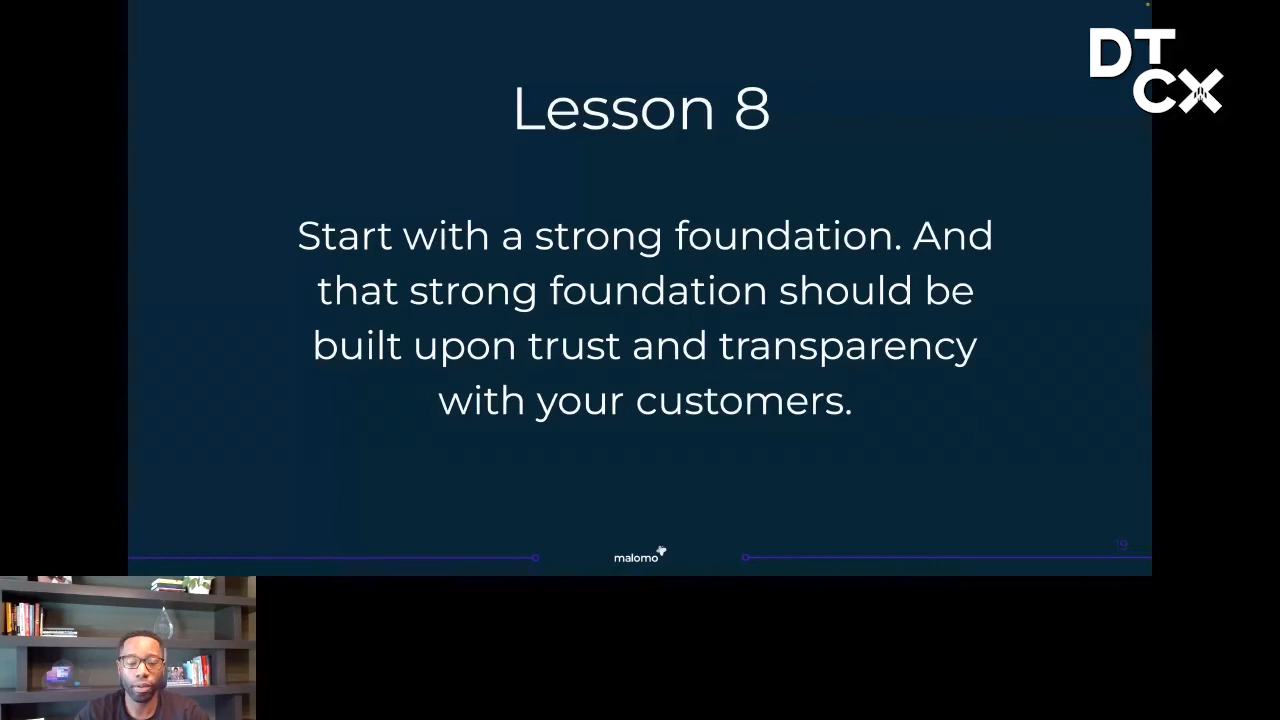 DT
CX
Lesson 8
Start with a strong foundation. And
that strong foundation should be
built upon trust and transparency
with your customers.
malomo
19